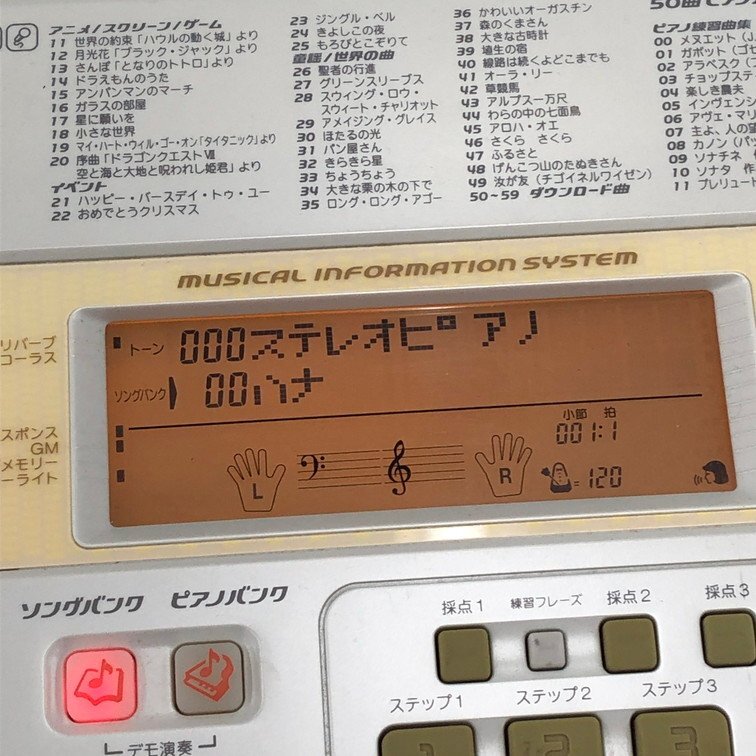 アニメ/スクリーン/ゲーム
11 世界の約束「ハウルの動く城」より
12 月光花「ブラック・ジャック」より
13 さんぽ「となりのトトロ」より
14 ドラえもんのうた
15 アンパンマンのマーチ
16 ガラスの部屋
17 星に願いを
18 小さな世界
19 マイ・ハート・ウィル・ゴー・オン「タイタニック」より
20 序曲「ドラゴンクエストⅧ
空と海と大地と呪われし姫君」より
イベント
21 ハッピー・バースデイ・トゥ・ユー
22 おめでとうクリスマス
23 ジングル・ベル
24 きよしこの夜
25 もろびとこぞりて
童謡/世界の曲
26 聖者の行進
27 グリーンスリーブス
28 スウィング・ロウ・
スウィート・チャリオット
29 アメイジング・グレイス
30 ほたるの光
31 パン屋さん
32 きらきら星
33 ちょうちょう
34 大きな栗の木の下で
35 ロング・ロング・アゴー
36 かわいいオーガスチン
37 森のくまさん
38 大きな古時計
39 埴生の宿
40 線路は続くよどこまでも
41 オーラ・リー
42 草競馬
43 アルプス一万尺
44 わらの中の七面鳥
45 アロハ・オエ
46 さくら さくら
47 ふるさと
48 げんこつ山のたぬきさん
49 汝が友(チゴイネルワイゼン)
50~59 ダウンロード曲
50曲
ピアノ練習曲集
00 メヌエット
01 ガボット
02 アラベスク
03 チョップステ
04 楽しき農夫
05 インヴェン
06 アヴェ・マリ
07 主よ、人の望
08 カノン
09 ソナチネ
10 ソナタ 作
11 プレリュート
MUSICAL INFORMATION SYSTEM
リバーブ
コーラス
トーン 000ステレオピアノ
ソングバンク 00ハナ
スポンス
GM
メモリー
ーライト
小節 拍
001:1
L
R
=120
ソングバンク ピアノバンク
デモ演奏
採点1 練習フレーズ 採点2 採点3
ステップ1 ステップ2 ステップ3
1 2 3